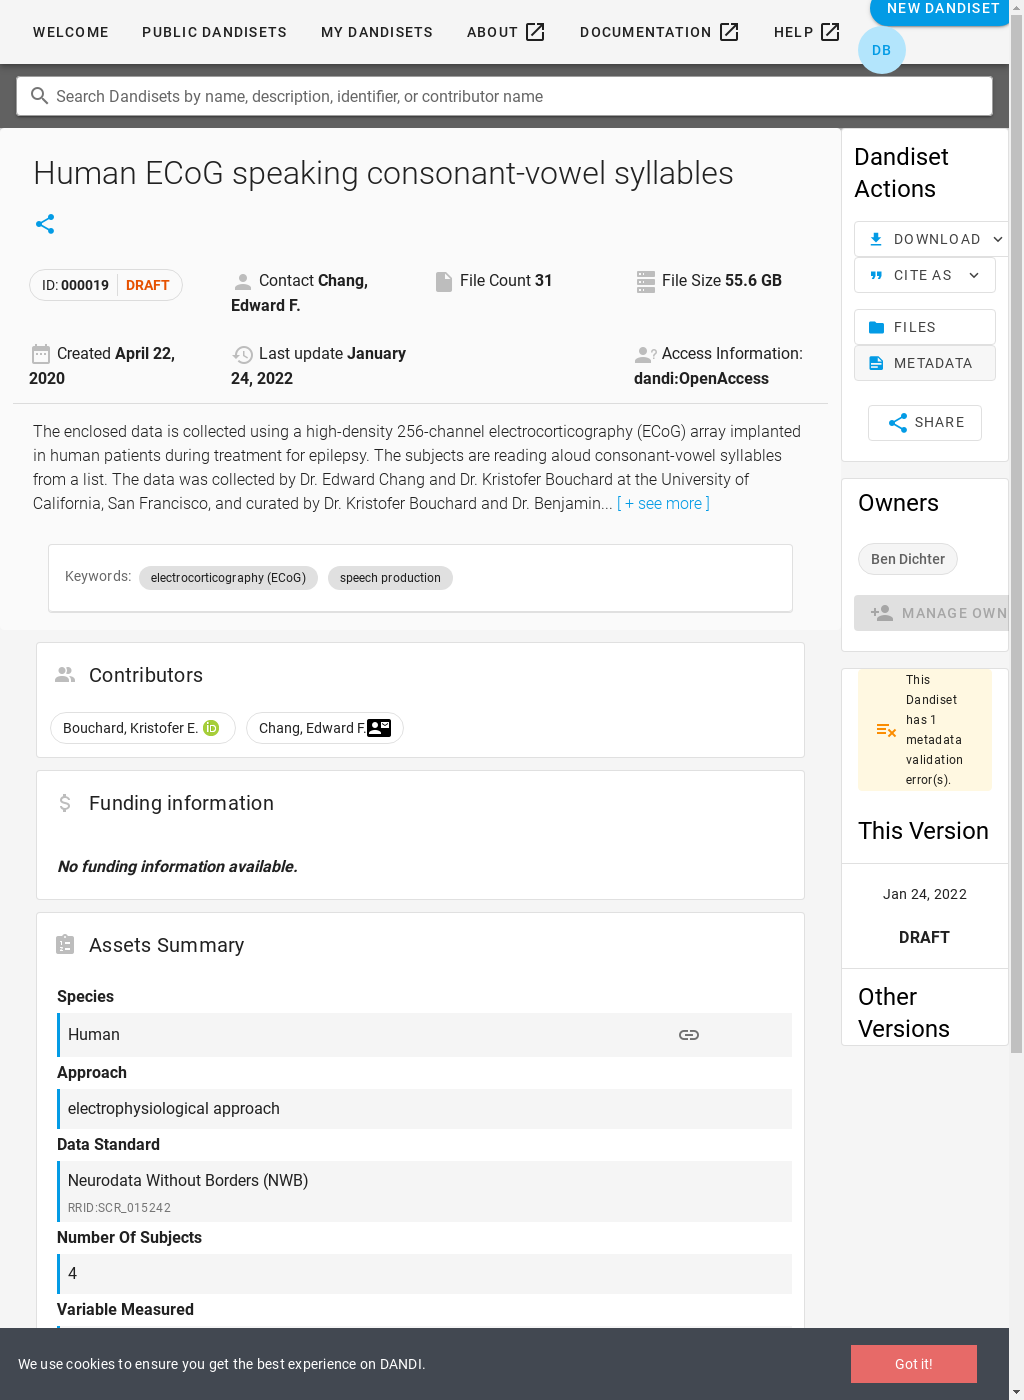 WELCOME
PUBLIC DANDISETS
MY DANDISETS
ABOUT
DOCUMENTATION
HELP
NEW DANDISET
DB
Search Dandisets by name, description, identifier, or contributor name
Human ECoG speaking consonant-vowel syllables
ID: 000019 DRAFT
Contact Chang,
Edward F.
File Count 31
File Size 55.6 GB
Created April 22,
2020
Last update January
24, 2022
Access Information:
dandi:OpenAccess
The enclosed data is collected using a high-density 256-channel electrocorticography (ECoG) array implanted
in human patients during treatment for epilepsy. The subjects are reading aloud consonant-vowel syllables
from a list. The data was collected by Dr. Edward Chang and Dr. Kristofer Bouchard at the University of
California, San Francisco, and curated by Dr. Kristofer Bouchard and Dr. Benjamin... [ + see more ]
Keywords: electrocorticography (ECoG) speech production
Contributors
Bouchard, Kristofer E. iD
Chang, Edward F.
Funding information
No funding information available.
Assets Summary
Species
Human
Approach
electrophysiological approach
Data Standard
Neurodata Without Borders (NWB)
RRID:SCR_015242
Number Of Subjects
4
Variable Measured
Dandiset
Actions
DOWNLOAD
CITE AS
FILES
METADATA
SHARE
Owners
Ben Dichter
MANAGE OWN
This
Dandiset
has 1
metadata
validation
error(s).
This Version
Jan 24, 2022
DRAFT
Other
Versions
We use cookies to ensure you get the best experience on DANDI.
Got it!